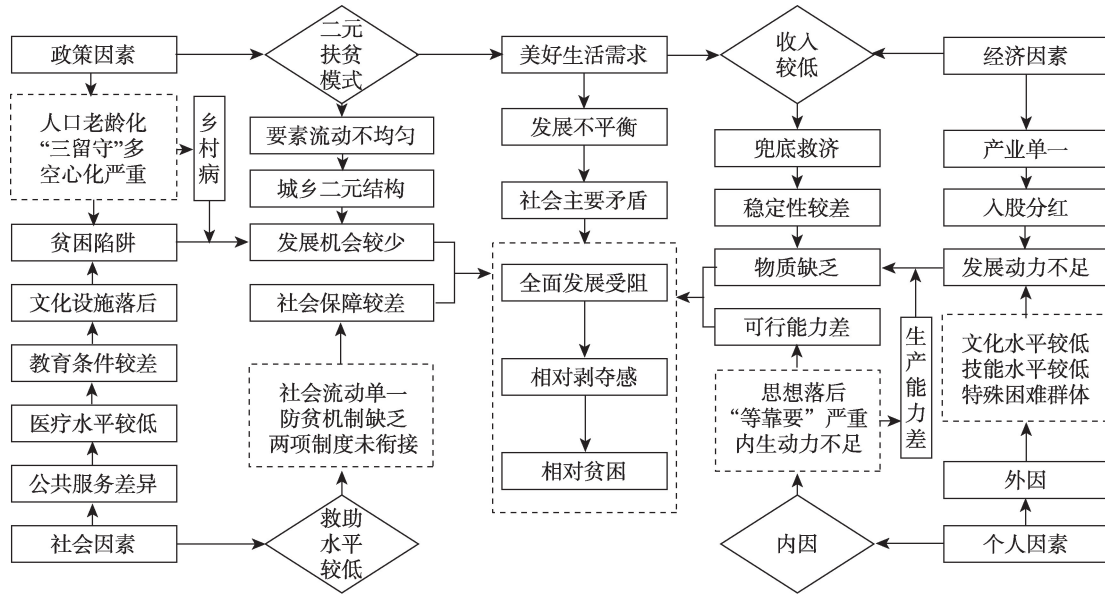 政策因素
人口老龄化
“三留守”多
空心化严重
乡
村
病
贫困陷阱
文化设施落后
教育条件较差
医疗水平较低
公共服务差异
社会因素
二元
扶贫
模式
要素流动不均匀
城乡二元结构
发展机会较少
社会保障较差
社会流动单一
防贫机制缺乏
两项制度未衔接
救助
水平
较低
美好生活需求
发展不平衡
社会主要矛盾
全面发展受阻
相对剥夺感
相对贫困
收入
较低
兜底救济
稳定性较差
物质缺乏
可行能力差
思想落后
“等靠要”严重
内生动力不足
内因
生
产
能
力
差
经济因素
产业单一
入股分红
发展动力不足
文化水平较低
技能水平较低
特殊困难群体
外因
个人因素